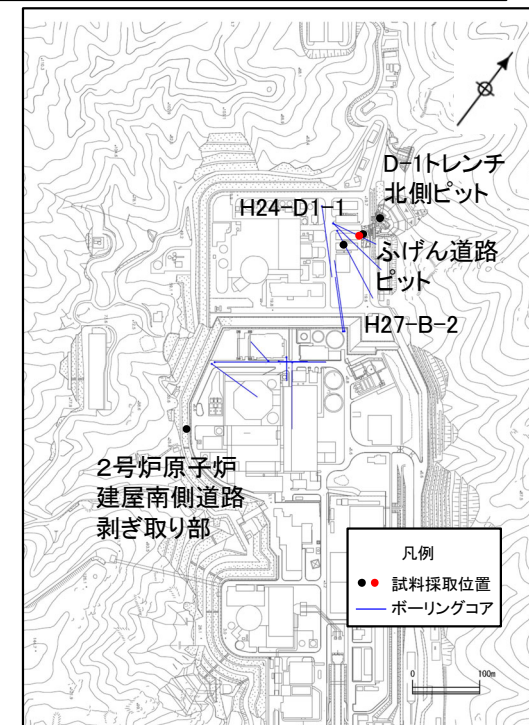 D-1トレンチ
北側ピット
H24-D1-1
ふげん道路
ピット
H27-B-2
2号炉原子炉
建屋南側道路
剥ぎ取り部
凡例
試料採取位置
ボーリングコア
0 100m